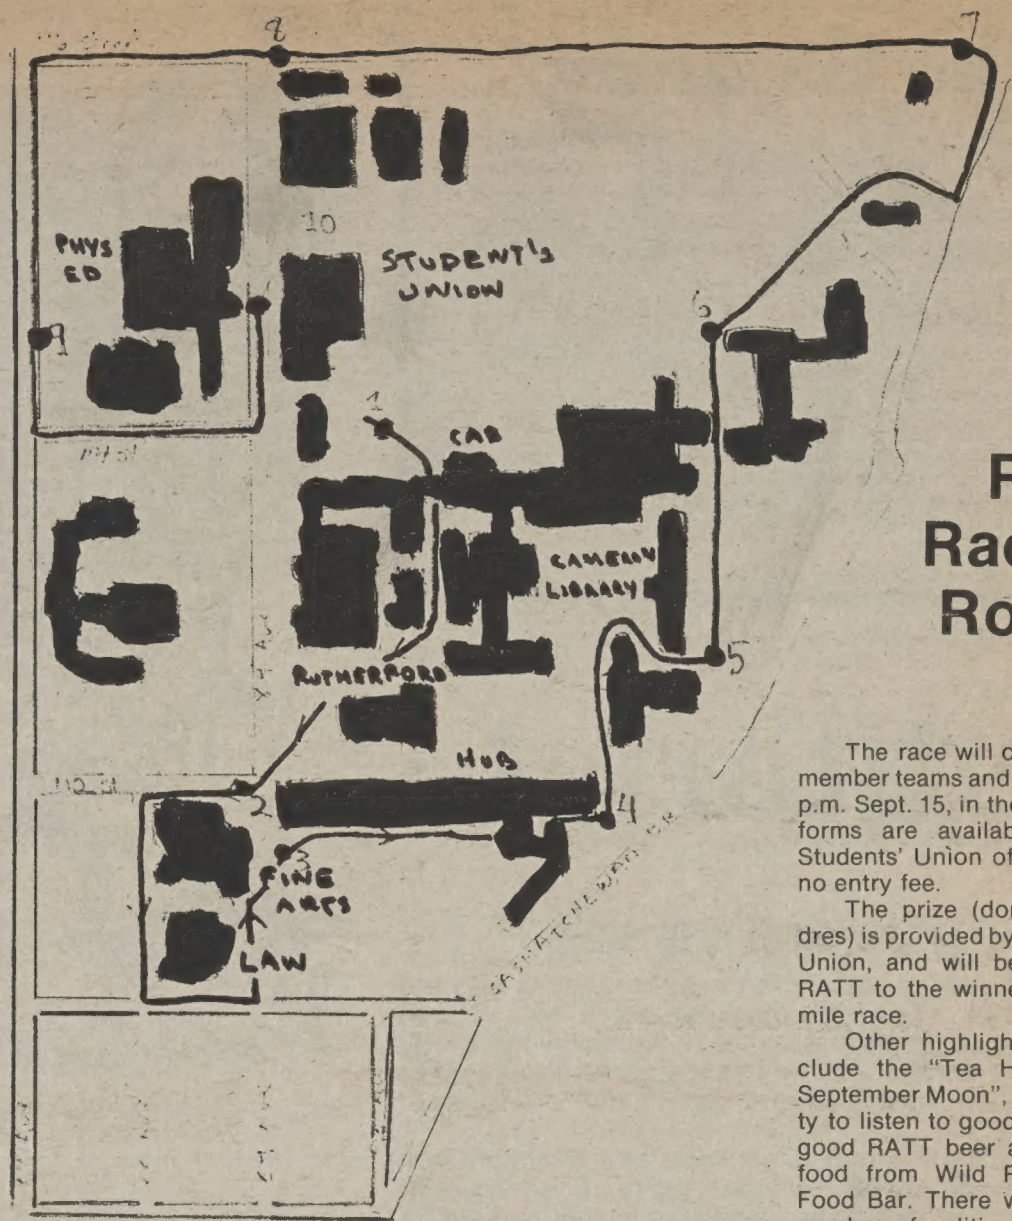 8
7
PHYS
ED
10
STUDENT'S
UNION
6
9
1
CAB
CAMERON
LIBRARY
5
RUTHERFORD
112 St
2
HUB
4
3
FINE
ARTS
LAW
SASKATCHEWAN DR
R
Rac
Ro
The race will c
member teams and
p.m. Sept. 15, in the
forms are availab
Students' Union of
no entry fee.
The prize (dor
dres) is provided by
Union, and will be
RATT to the winne
mile race.
Other highligh
clude the "Tea H
September Moon",
ty to listen to good
good RATT beer a
food from Wild F
Food Bar. There v